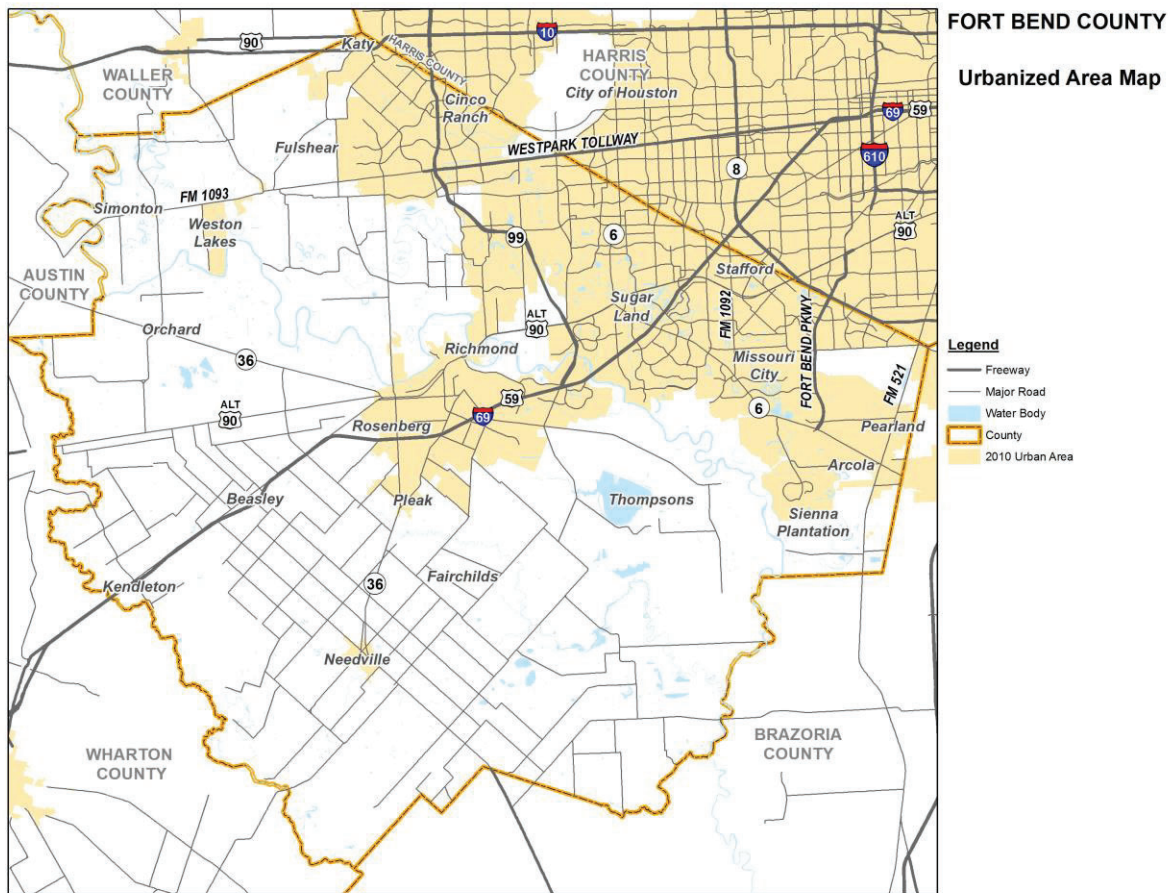 FORT BEND COUNTY
Urbanized Area Map
90
Katy
HARRIS COUNTY
10
HARRIS
COUNTY
City of Houston
WALLER
COUNTY
Cinco
Ranch
69
59
610
Fulshear
WESTPARK TOLLWAY
8
FM 1093
Simonton
Weston
Lakes
99
6
ALT
90
AUSTIN
COUNTY
Stafford
Sugar
Land
FM 1092
FORT BEND PKWY
Orchard
ALT
90
Richmond
36
Missouri
City
FM 521
59
69
6
ALT
90
Rosenberg
Pearland
Arcola
Beasley
Pleak
Thompsons
Sienna
Plantation
Kendleton
36
Fairchilds
Needville
WHARTON
COUNTY
BRAZORIA
COUNTY
Legend
Freeway
Major Road
Water Body
County
2010 Urban Area